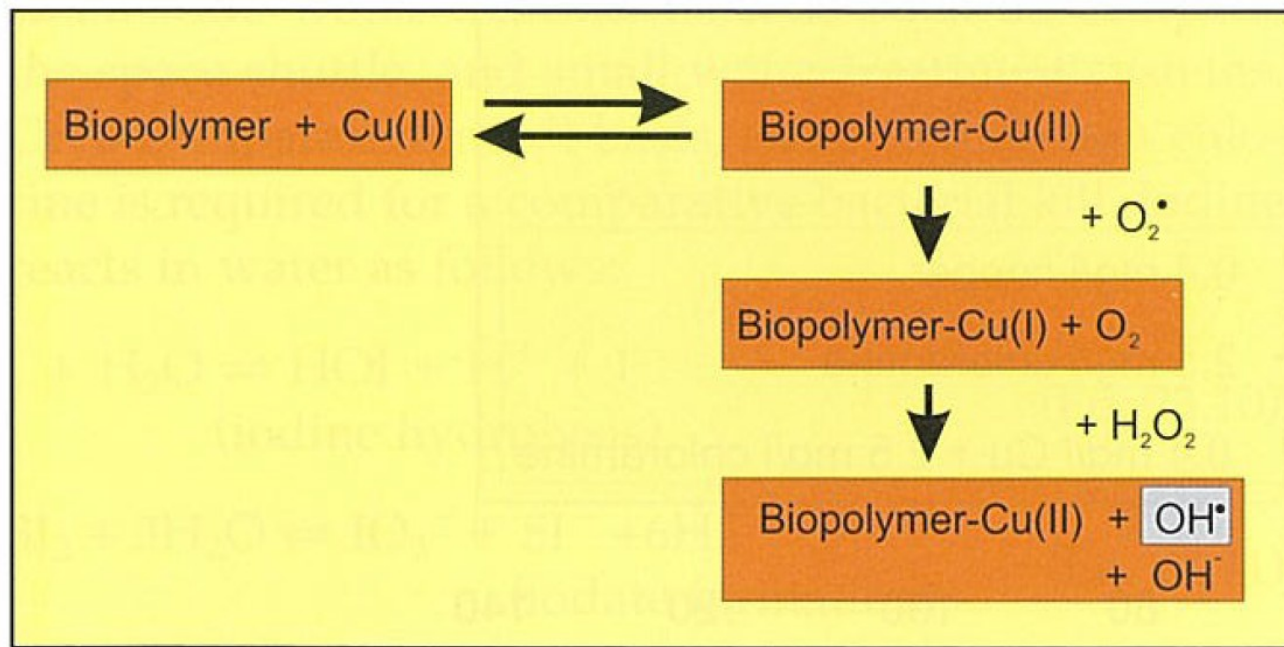 Biopolymer + Cu(II)
Biopolymer-Cu(II)
+ O₂•
Biopolymer-Cu(I) + O₂
+ H₂O₂
Biopolymer-Cu(II) + OH•
+ OH⁻